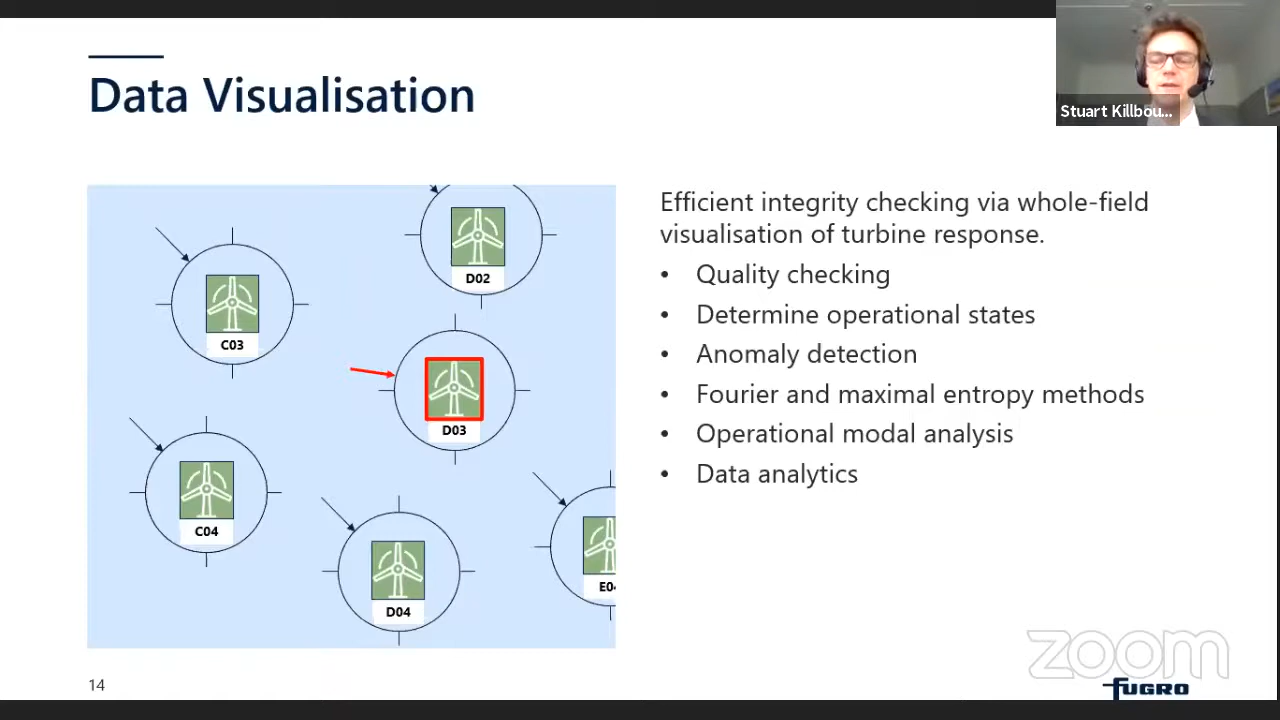 Data Visualisation
Stuart Killbou...
Efficient integrity checking via whole-field
visualisation of turbine response.
• Quality checking
• Determine operational states
• Anomaly detection
• Fourier and maximal entropy methods
• Operational modal analysis
• Data analytics
D02
C03
D03
C04
E04
D04
zoom
14
fugro